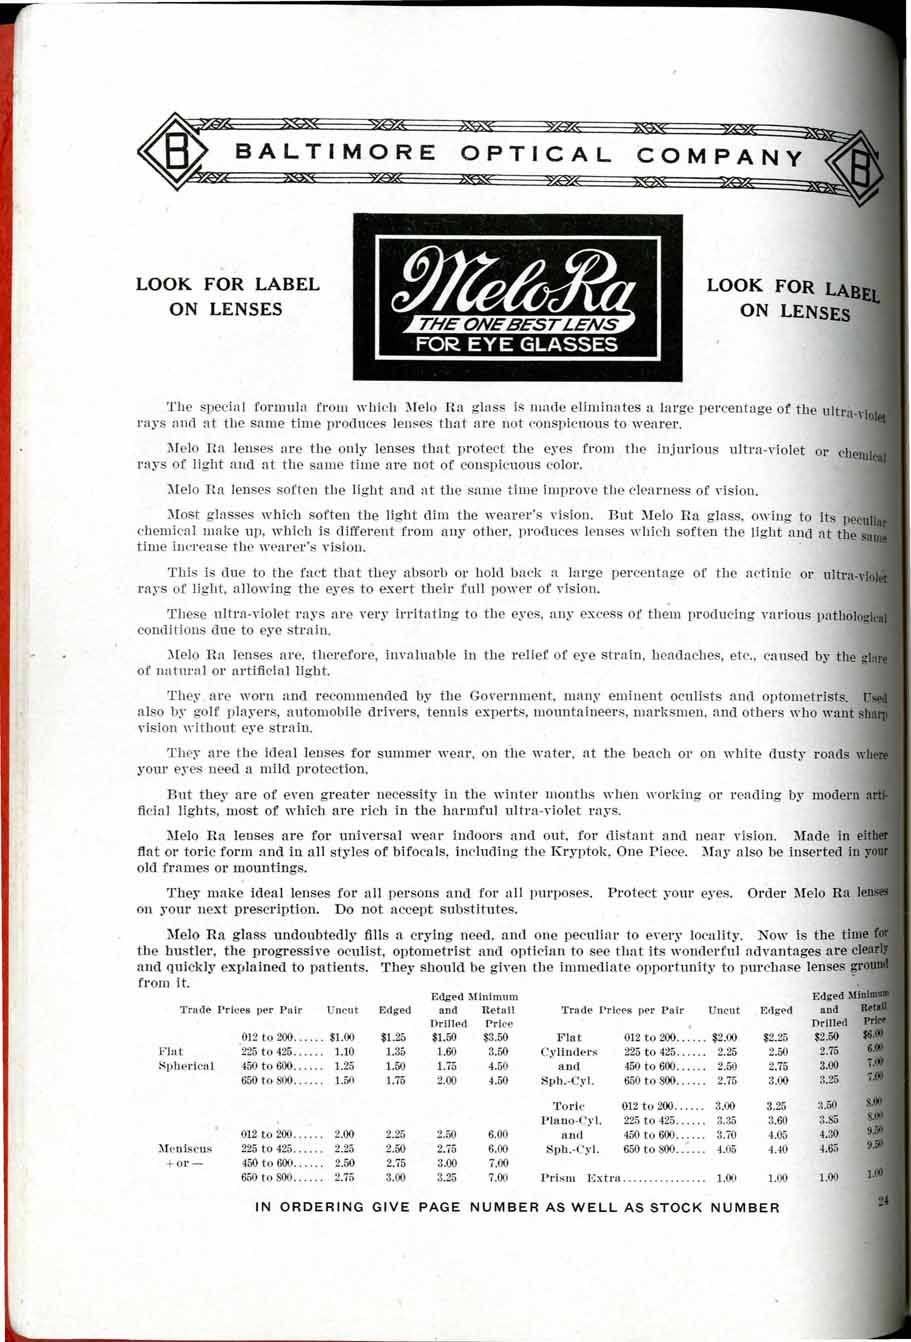 B BALTIMORE OPTICAL COMPANY B
LOOK FOR LABEL
ON LENSES
MeloRa
THE ONE BEST LENS
FOR EYE GLASSES
LOOK FOR LABEL
ON LENSES
The special formula from which Melo Ra glass is made eliminates a large percentage of the ultra-violet
rays and at the same time produces lenses that are not conspicuous to wearer.
Melo Ra lenses are the only lenses that protect the eyes from the injurious ultra-violet or chemical
rays of light and at the same time are not of conspicuous color.
Melo Ra lenses soften the light and at the same time improve the clearness of vision.
Most glasses which soften the light dim the wearer's vision. But Melo Ra glass, owing to its peculiar
chemical make up, which is different from any other, produces lenses which soften the light and at the same
time increase the wearer's vision.
This is due to the fact that they absorb or hold back a large percentage of the actinic or ultra-violet
rays of light, allowing the eyes to exert their full power of vision.
These ultra-violet rays are very irritating to the eyes, any excess of them producing various pathological
conditions due to eye strain.
Melo Ra lenses are, therefore, invaluable in the relief of eye strain, headaches, etc., caused by the glare
of natural or artificial light.
They are worn and recommended by the Government, many eminent oculists and optometrists. Used
also by golf players, automobile drivers, tennis experts, mountaineers, marksmen, and others who want sharp
vision without eye strain.
They are the ideal lenses for summer wear, on the water, at the beach or on white dusty roads where
your eyes need a mild protection.
But they are of even greater necessity in the winter months when working or reading by modern arti-
ficial lights, most of which are rich in the harmful ultra-violet rays.
Melo Ra lenses are for universal wear indoors and out, for distant and near vision. Made in either
flat or toric form and in all styles of bifocals, including the Kryptok, One Piece. May also be inserted in your
old frames or mountings.
They make ideal lenses for all persons and for all purposes. Protect your eyes. Order Melo Ra lenses
on your next prescription. Do not accept substitutes.
Melo Ra glass undoubtedly fills a crying need, and one peculiar to every locality. Now is the time for
the hustler, the progressive oculist, optometrist and optician to see that its wonderful advantages are clearly
and quickly explained to patients. They should be given the immediate opportunity to purchase lenses ground
from it.
Edged Minimum
Trade Prices per Pair Uncut Edged and Retail
Drilled Price
012 to 200...... $1.00 $1.25 $1.50 $3.50
Flat 225 to 425...... 1.10 1.35 1.60 3.50
Spherical 450 to 600...... 1.25 1.50 1.75 4.50
650 to 800...... 1.50 1.75 2.00 4.50
012 to 200...... 2.00 2.25 2.50 6.00
Meniscus 225 to 425...... 2.25 2.50 2.75 6.00
+ or — 450 to 600...... 2.50 2.75 3.00 7.00
650 to 800...... 2.75 3.00 3.25 7.00
Edged Minimum
Trade Prices per Pair Uncut Edged and Retail
Drilled Price
Flat 012 to 200...... $2.00 $2.25 $2.50 $6.00
Cylinders 225 to 425...... 2.25 2.50 2.75 6.00
and 450 to 600...... 2.50 2.75 3.00 7.00
Sph.-Cyl. 650 to 800...... 2.75 3.00 3.25 7.00
Toric 012 to 200...... 3.00 3.25 3.50 8.00
Plano-Cyl. 225 to 425...... 3.35 3.60 3.85 8.00
and 450 to 600...... 3.70 4.05 4.30 9.50
Sph.-Cyl. 650 to 800...... 4.05 4.40 4.65 9.50
Prism Extra................ 1.00 1.00 1.00 1.00
IN ORDERING GIVE PAGE NUMBER AS WELL AS STOCK NUMBER
24